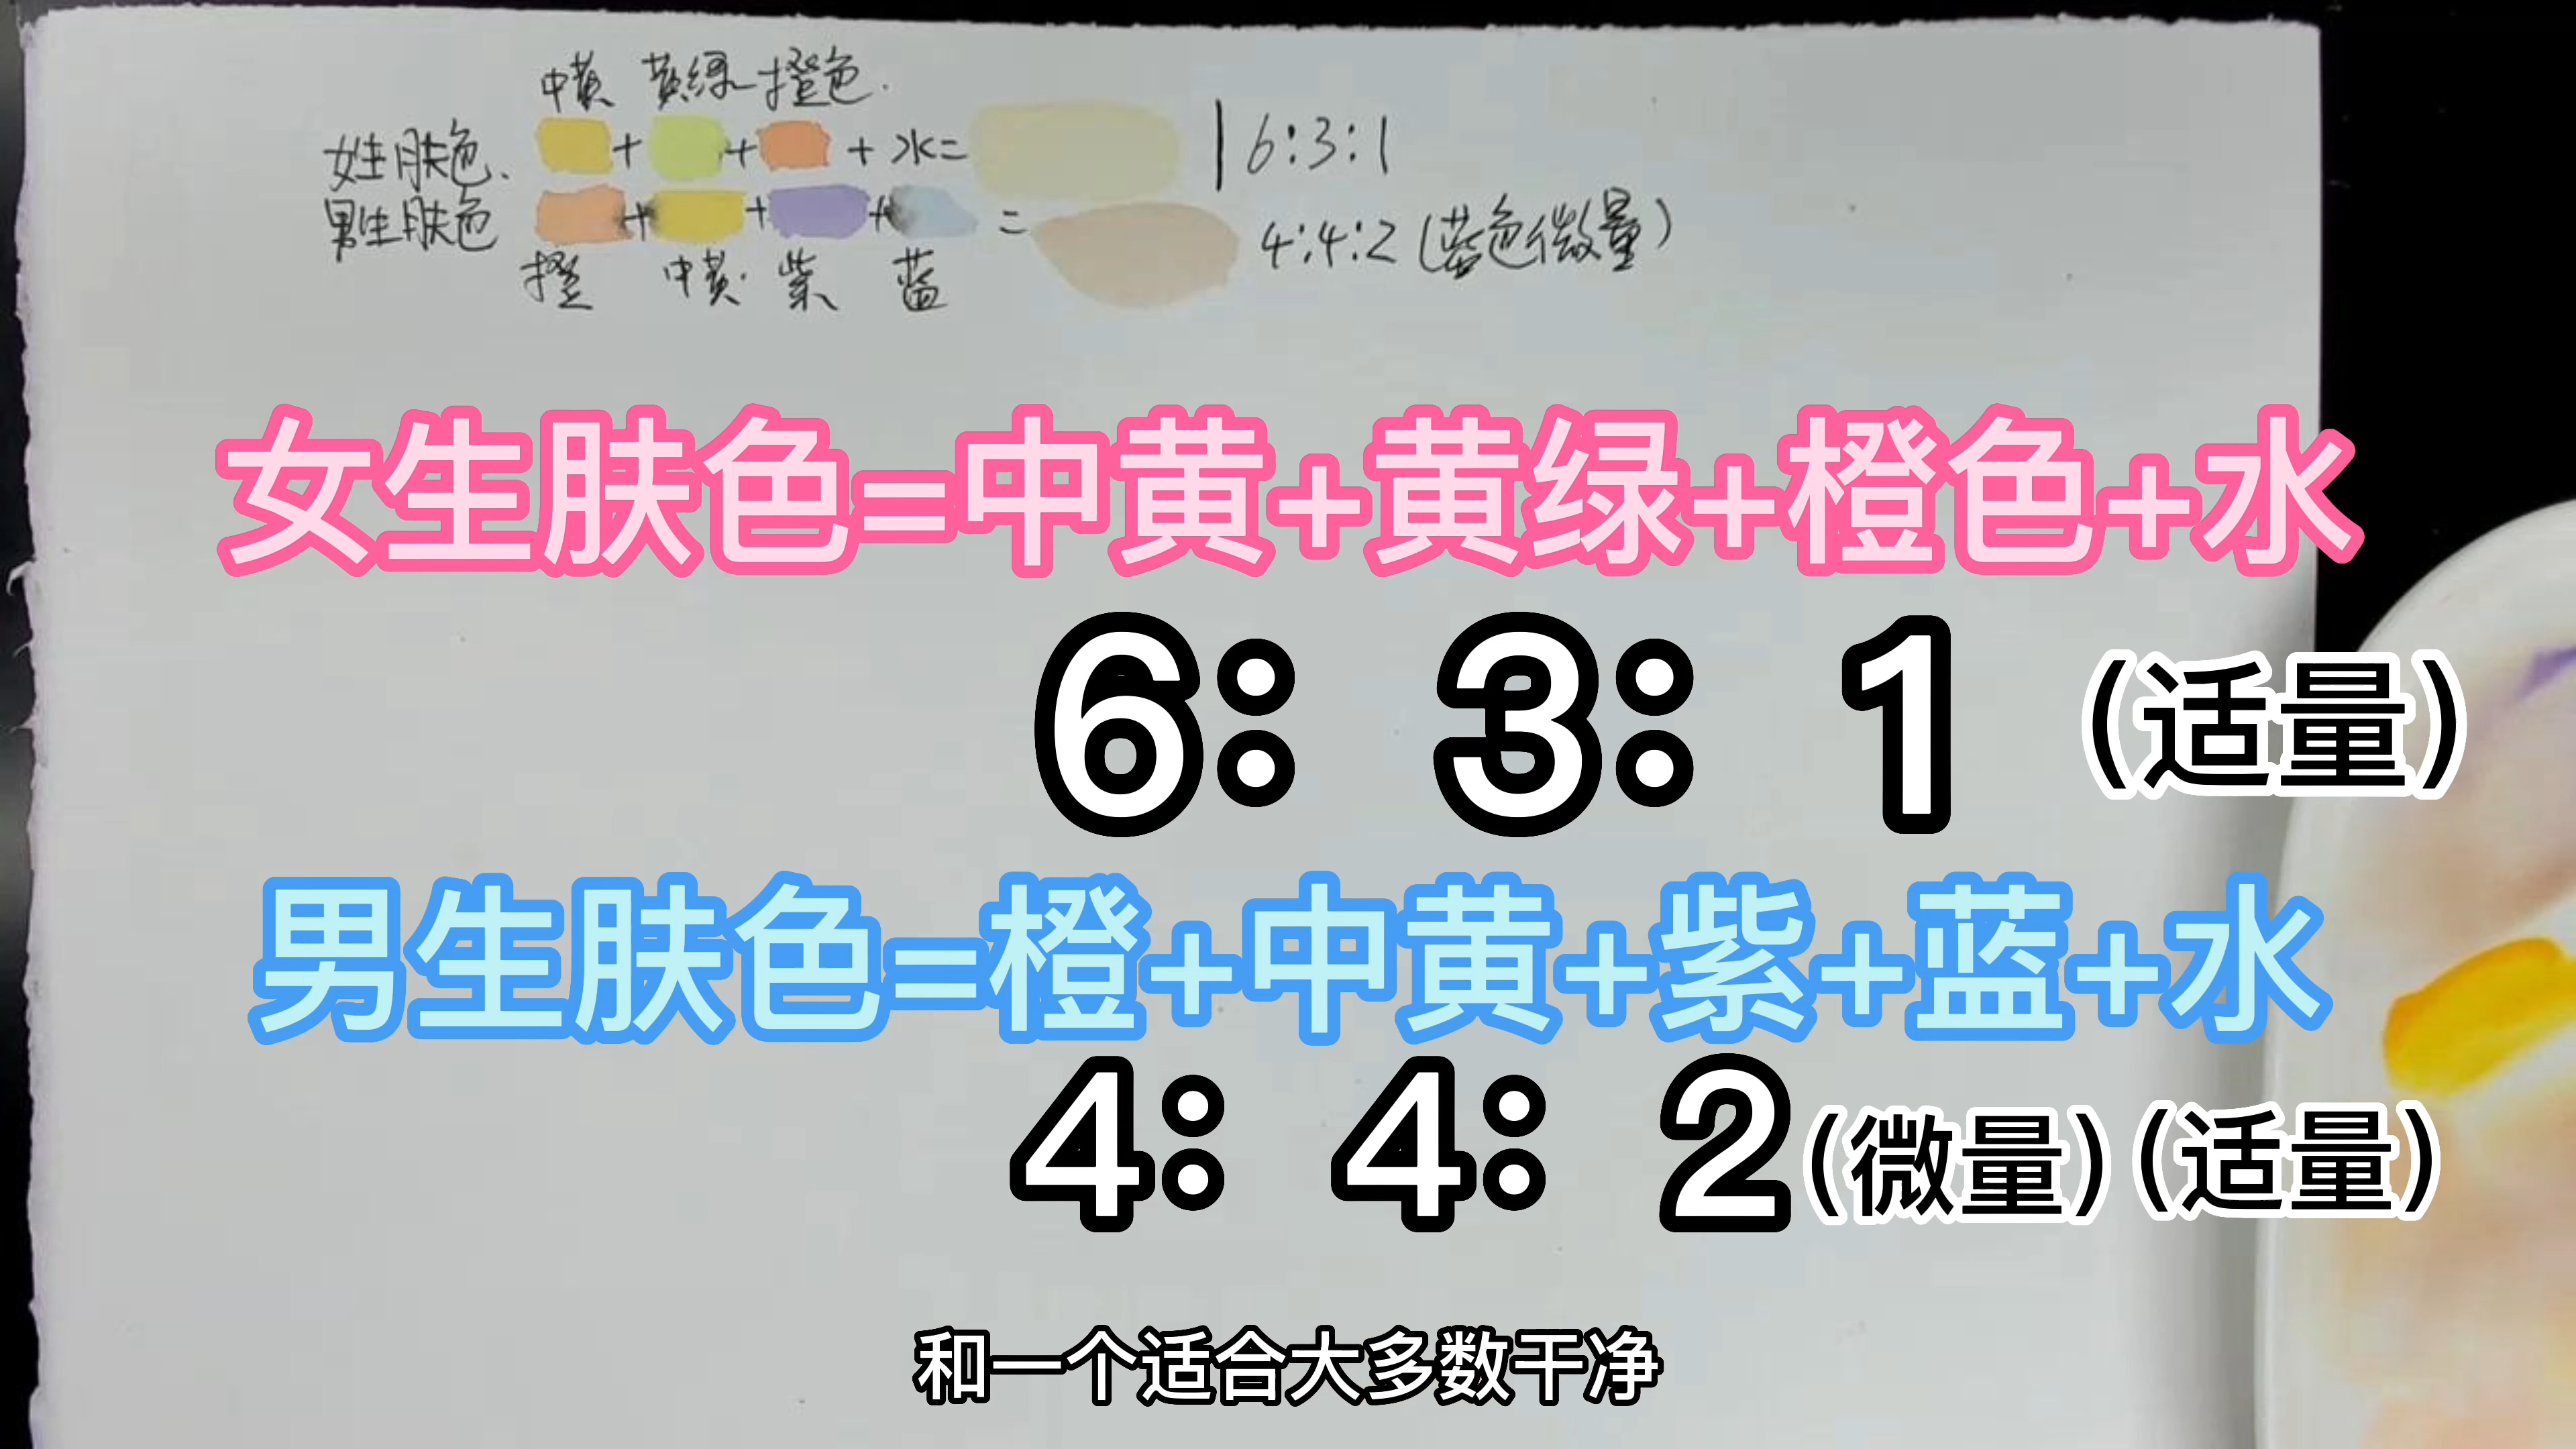 中黄 黄绿 橙色.
女生肤色. + + + 水= | 6:3:1
男生肤色 + + + = 4:4:2 (蓝色微量)
橙 中黄. 紫 蓝
女生肤色=中黄+黄绿+橙色+水
6: 3: 1 (适量)
男生肤色=橙+中黄+紫+蓝+水
4: 4: 2(微量)(适量)
和一个适合大多数干净